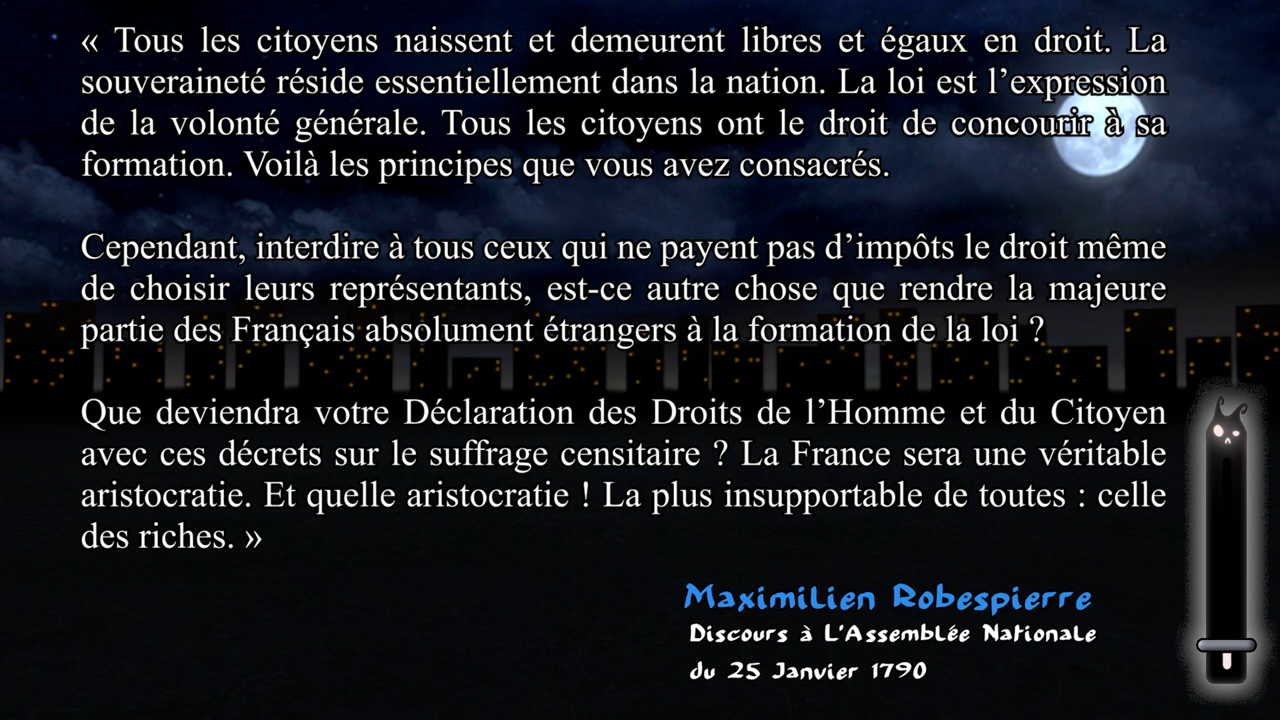 « Tous les citoyens naissent et demeurent libres et égaux en droit. La
souveraineté réside essentiellement dans la nation. La loi est l’expression
de la volonté générale. Tous les citoyens ont le droit de concourir à sa
formation. Voilà les principes que vous avez consacrés.
Cependant, interdire à tous ceux qui ne payent pas d’impôts le droit même
de choisir leurs représentants, est-ce autre chose que rendre la majeure
partie des Français absolument étrangers à la formation de la loi ?
Que deviendra votre Déclaration des Droits de l’Homme et du Citoyen
avec ces décrets sur le suffrage censitaire ? La France sera une véritable
aristocratie. Et quelle aristocratie ! La plus insupportable de toutes : celle
des riches. »
Maximilien Robespierre
Discours à L'Assemblée Nationale
du 25 Janvier 1790